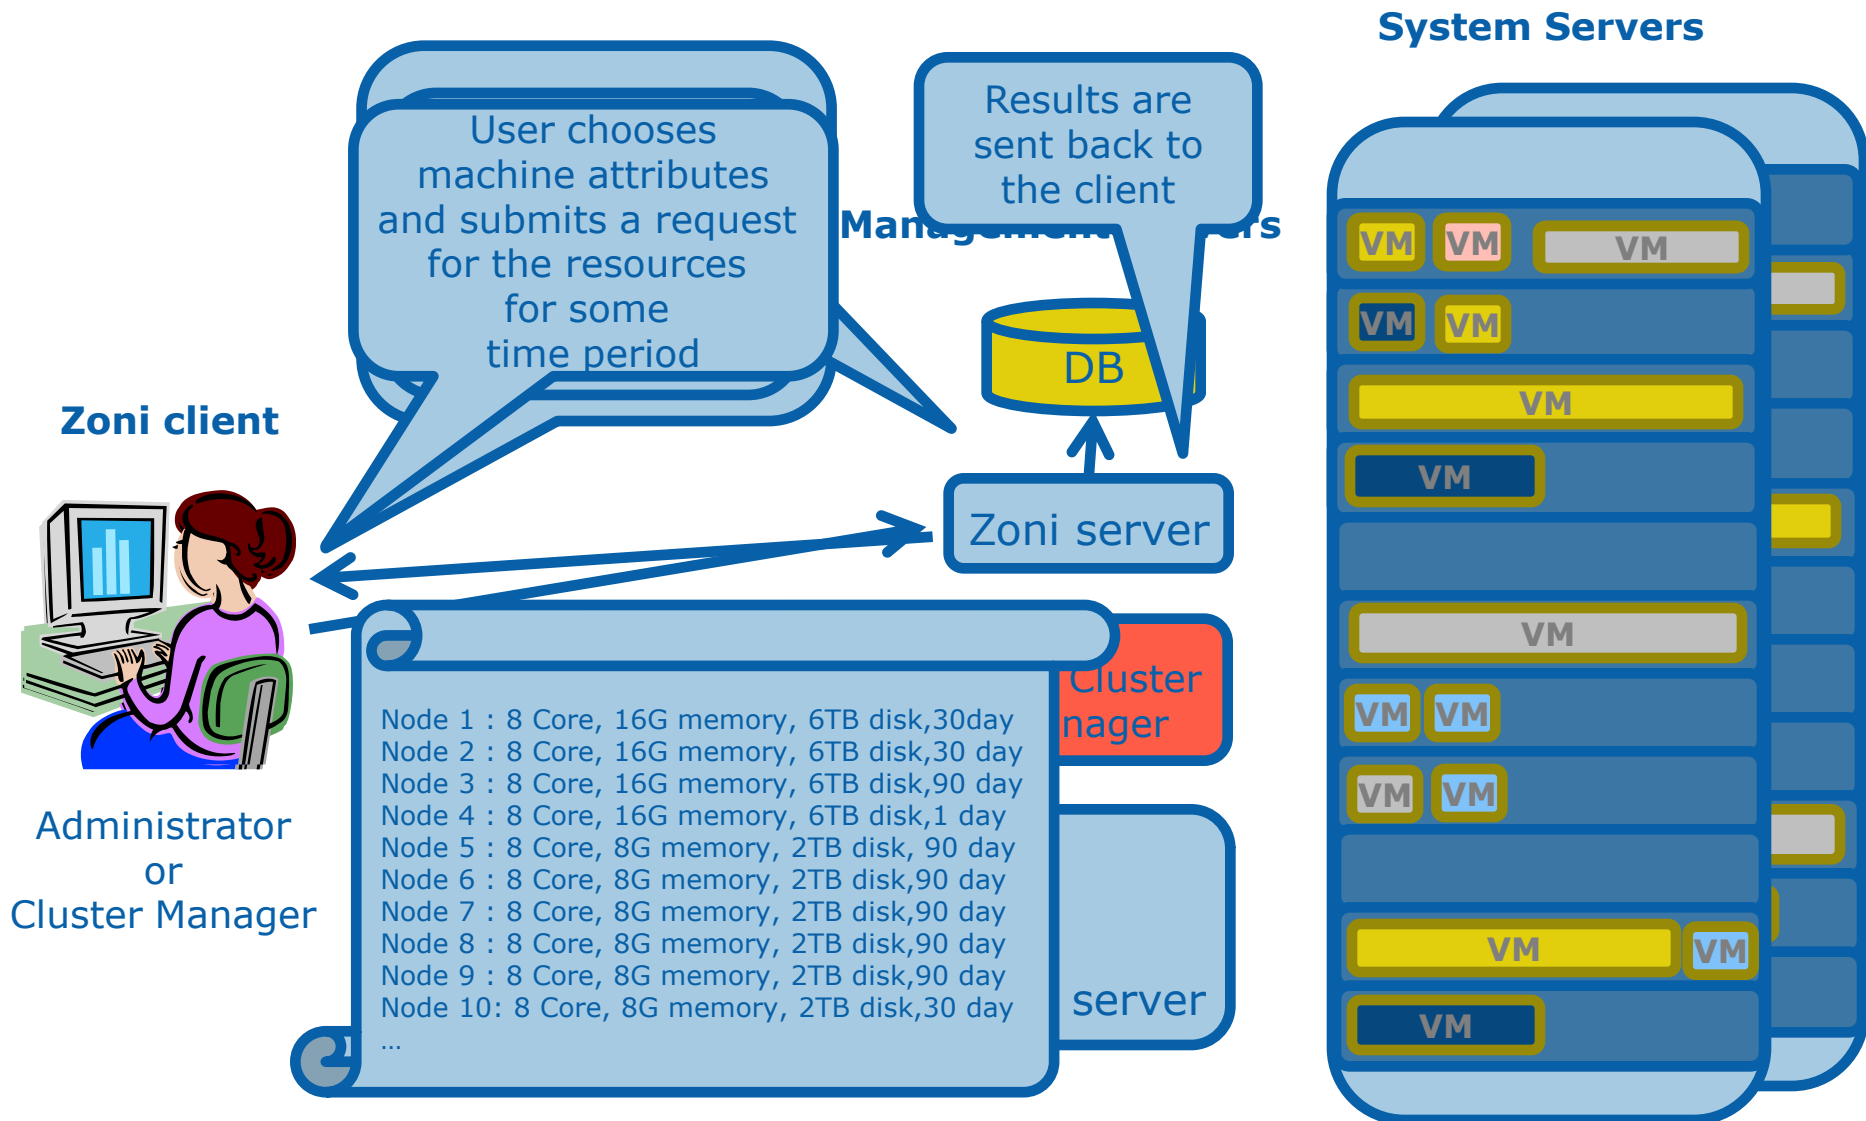 System Servers
User chooses
machine attributes
and submits a request
for the resources
for some
time period
Results are
sent back to
the client
DB
Zoni client
Zoni server
Administrator
or
Cluster Manager
Cluster
Node 1 : 8 Core, 16G memory, 6TB disk,30day
Node 2 : 8 Core, 16G memory, 6TB disk,30 day
Node 3 : 8 Core, 16G memory, 6TB disk,90 day
Node 4 : 8 Core, 16G memory, 6TB disk,1 day
Node 5 : 8 Core, 8G memory, 2TB disk, 90 day
Node 6 : 8 Core, 8G memory, 2TB disk,90 day
Node 7 : 8 Core, 8G memory, 2TB disk,90 day
Node 8 : 8 Core, 8G memory, 2TB disk,90 day
Node 9 : 8 Core, 8G memory, 2TB disk,90 day
Node 10: 8 Core, 8G memory, 2TB disk,30 day
...
server
VM VM VM
VM VM
VM
VM
VM
VM VM
VM VM
VM VM
VM